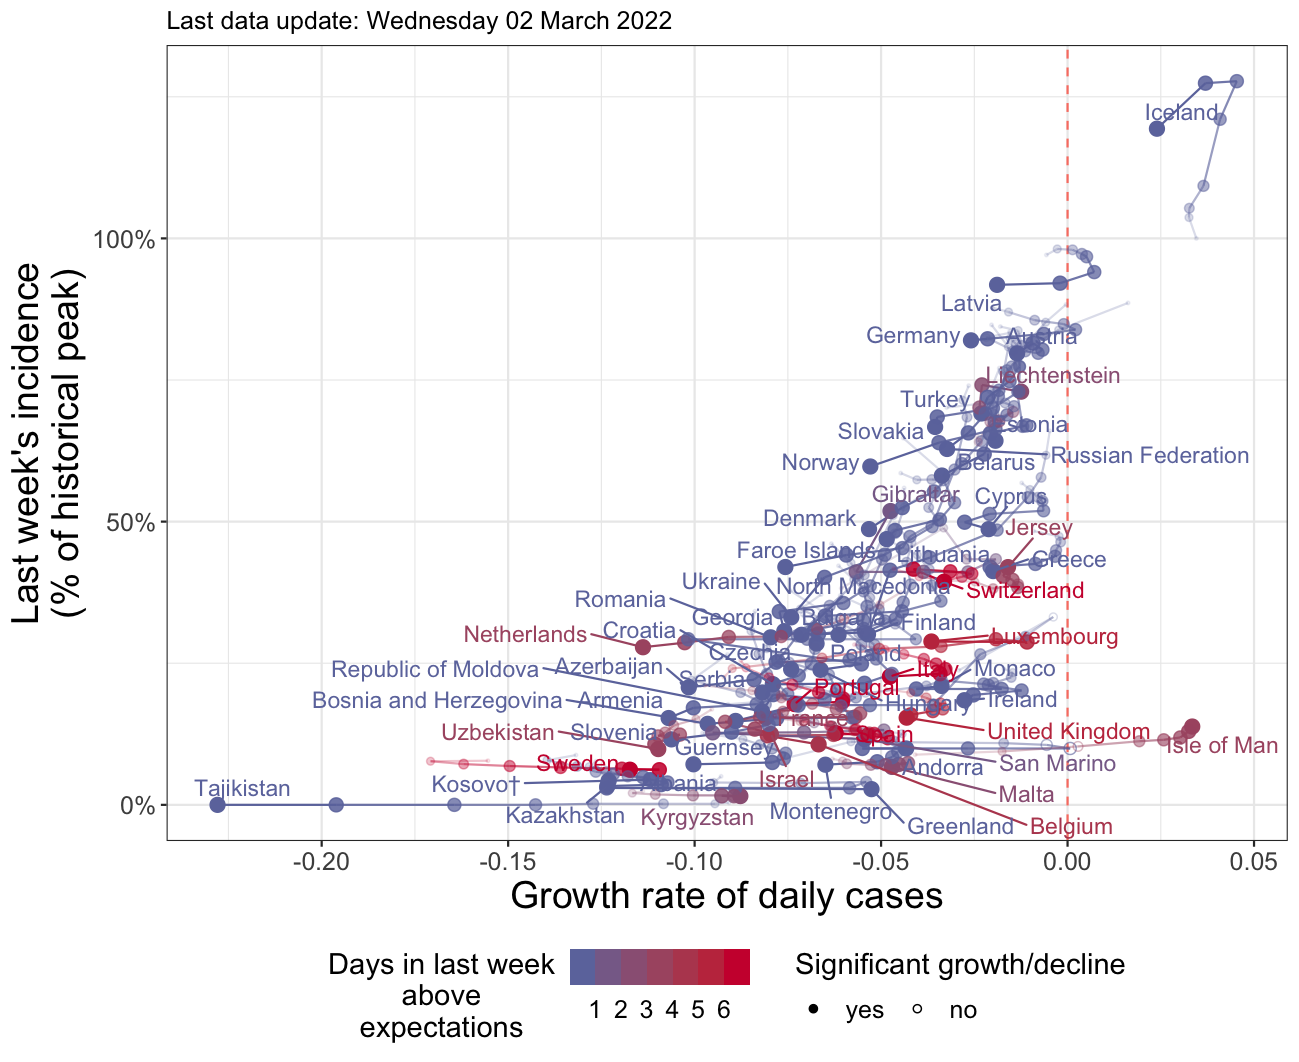 Last data update: Wednesday 02 March 2022
Last week's incidence
(% of historical peak)
100%
50%
0%
Iceland
Latvia
Germany
Austria
Liechtenstein
Turkey
Estonia
Slovakia
Norway
Belarus
Russian Federation
Gibraltar
Cyprus
Denmark
Jersey
Faroe Islands
Lithuania
Greece
Ukraine
North Macedonia
Switzerland
Romania
Georgia
Bulgaria
Finland
Netherlands
Croatia
Luxembourg
Czechia
Poland
Republic of Moldova
Azerbaijan
Italy
Monaco
Serbia
Portugal
Bosnia and Herzegovina
Armenia
Hungary
Ireland
France
Uzbekistan
Slovenia
Spain
United Kingdom
Guernsey
Isle of Man
Sweden
Andorra
San Marino
Tajikistan
Kosovo†
Albania
Israel
Malta
Kazakhstan
Kyrgyzstan
Montenegro
Greenland
Belgium
-0.20
-0.15
-0.10
-0.05
0.00
0.05
Growth rate of daily cases
Days in last week
above
expectations
1 2 3 4 5 6
Significant growth/decline
yes
no